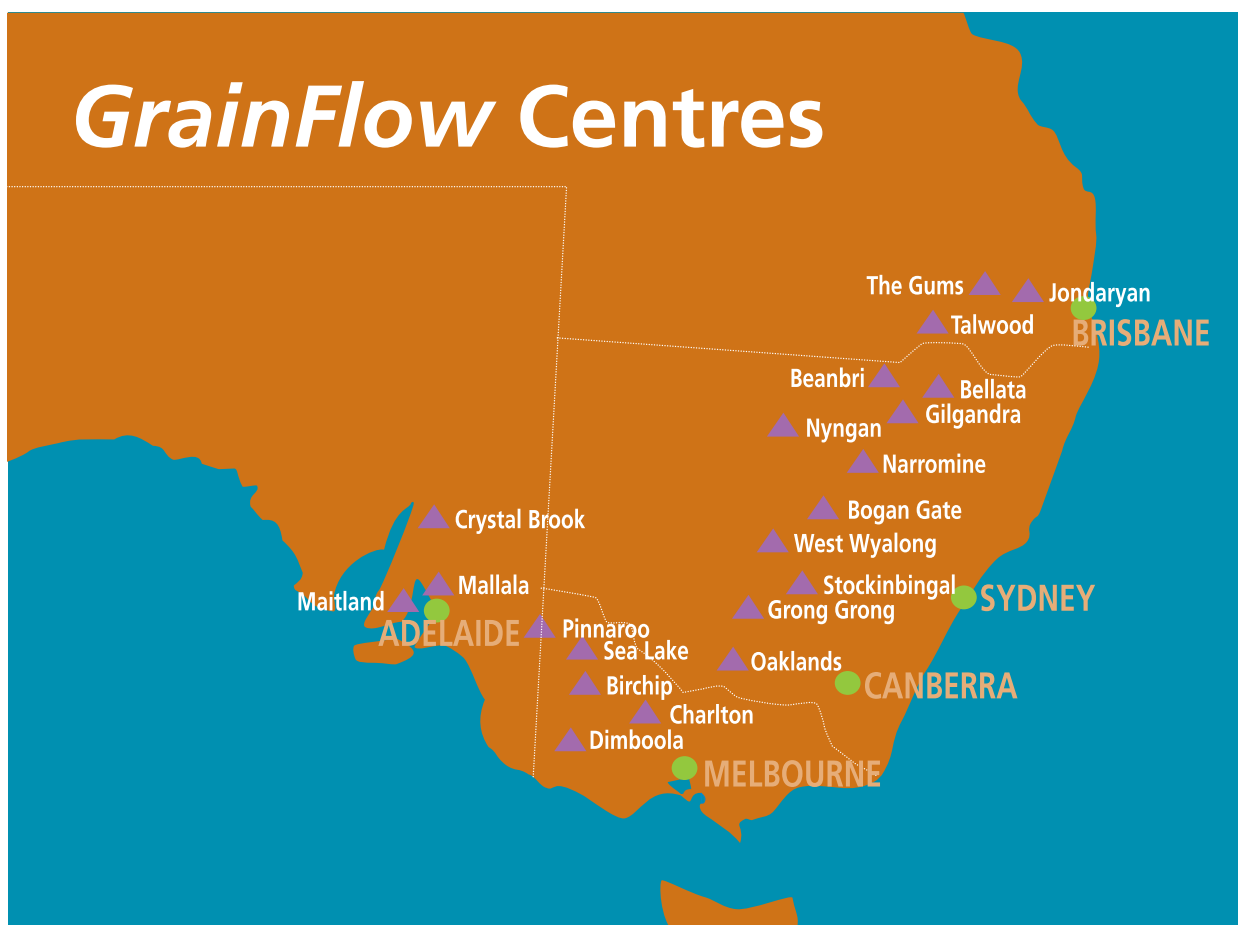 GrainFlow Centres
The Gums
Jondaryan
Talwood
BRISBANE
Beanbri
Bellata
Gilgandra
Nyngan
Narromine
Bogan Gate
Crystal Brook
West Wyalong
Mallala
Stockinbingal
SYDNEY
Maitland
Grong Grong
ADELAIDE
Pinnaroo
Sea Lake
Oaklands
Birchip
CANBERRA
Charlton
Dimboola
MELBOURNE